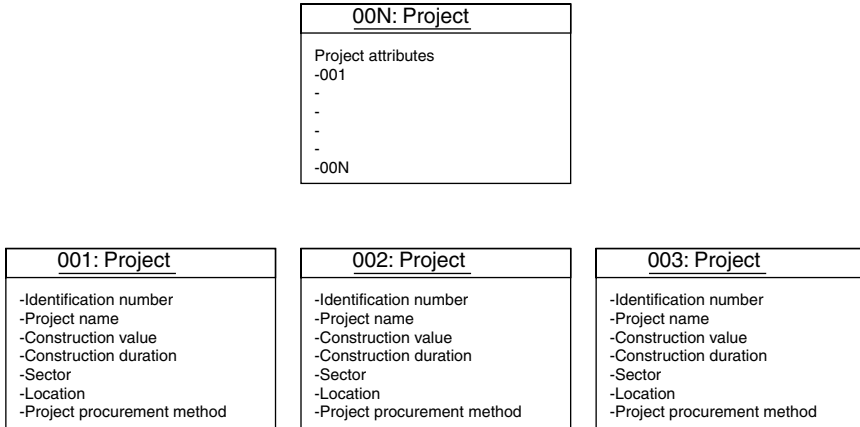 00N: Project
Project attributes
-001
-
-
-
-
-00N
001: Project
-Identification number
-Project name
-Construction value
-Construction duration
-Sector
-Location
-Project procurement method
002: Project
-Identification number
-Project name
-Construction value
-Construction duration
-Sector
-Location
-Project procurement method
003: Project
-Identification number
-Project name
-Construction value
-Construction duration
-Sector
-Location
-Project procurement method